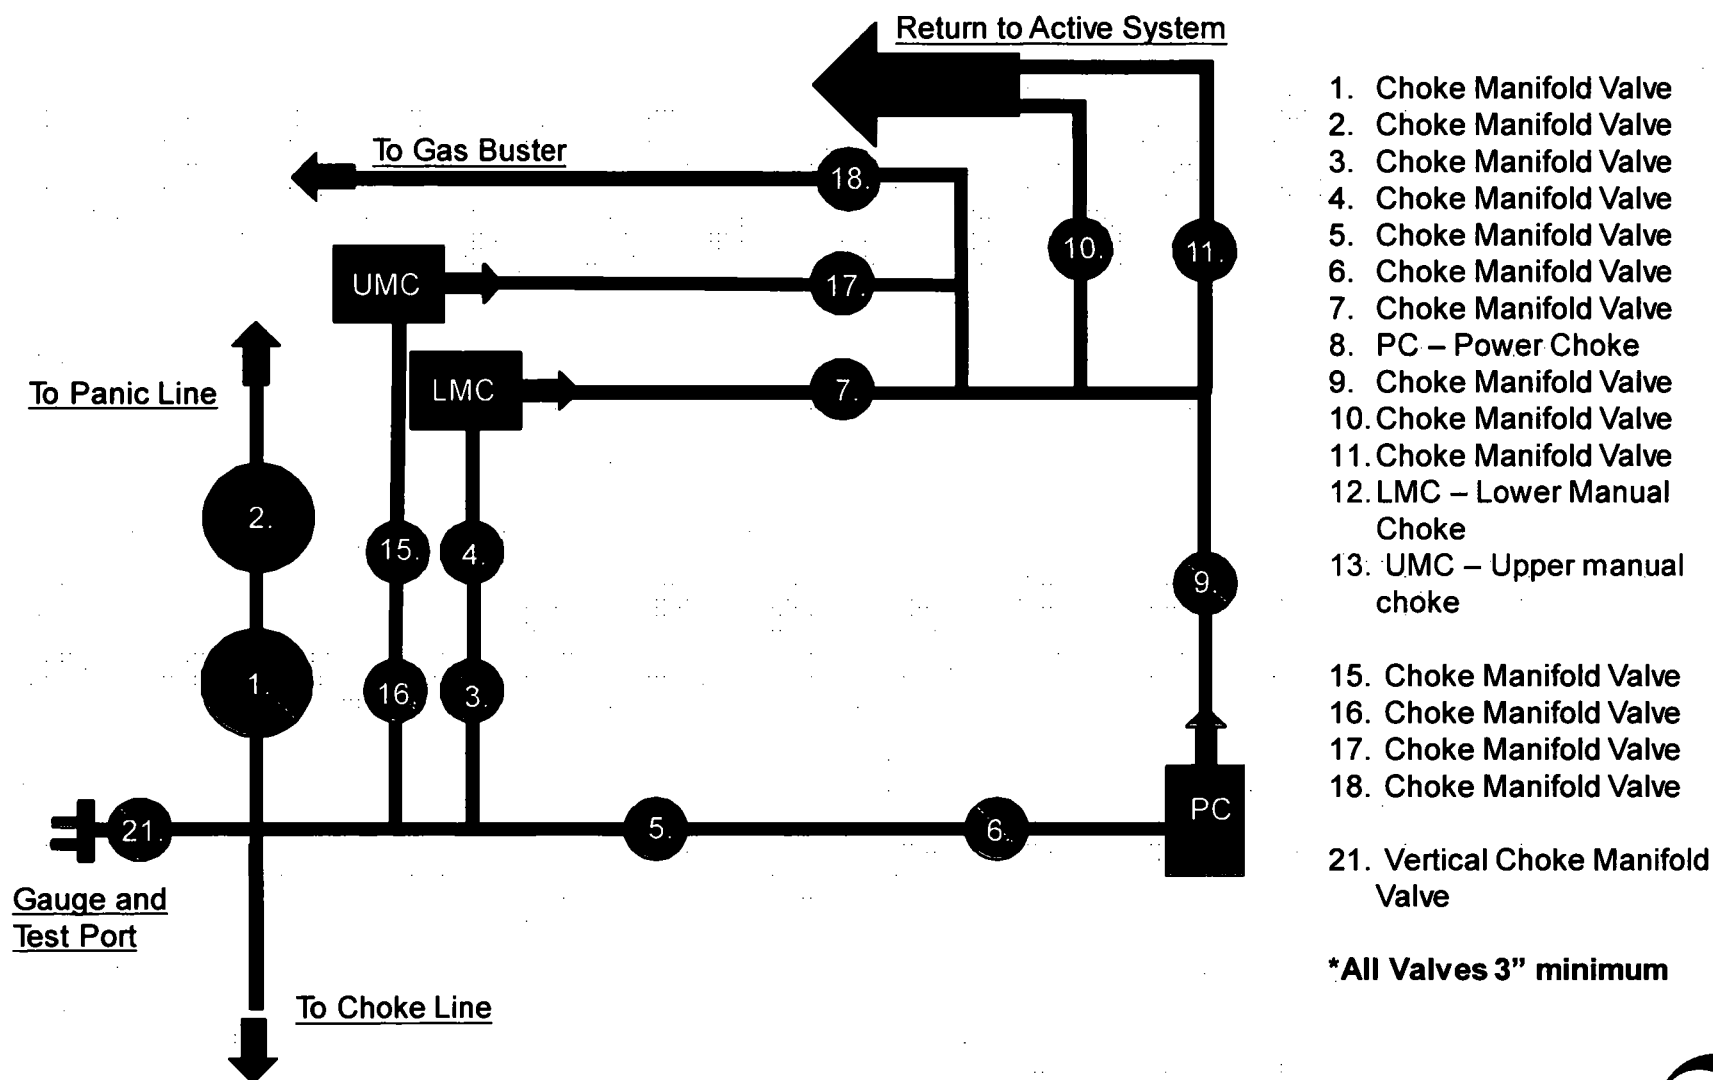 Return to Active System
To Gas Buster
18.
10.
11.
UMC
17.
To Panic Line
LMC
7.
2.
15.
4.
9.
1.
16.
3.
21.
5.
6.
PC
Gauge and
Test Port
To Choke Line
1. Choke Manifold Valve
2. Choke Manifold Valve
3. Choke Manifold Valve
4. Choke Manifold Valve
5. Choke Manifold Valve
6. Choke Manifold Valve
7. Choke Manifold Valve
8. PC – Power Choke
9. Choke Manifold Valve
10. Choke Manifold Valve
11. Choke Manifold Valve
12. LMC – Lower Manual
Choke
13. UMC – Upper manual
choke
15. Choke Manifold Valve
16. Choke Manifold Valve
17. Choke Manifold Valve
18. Choke Manifold Valve
21. Vertical Choke Manifold
Valve
*All Valves 3” minimum